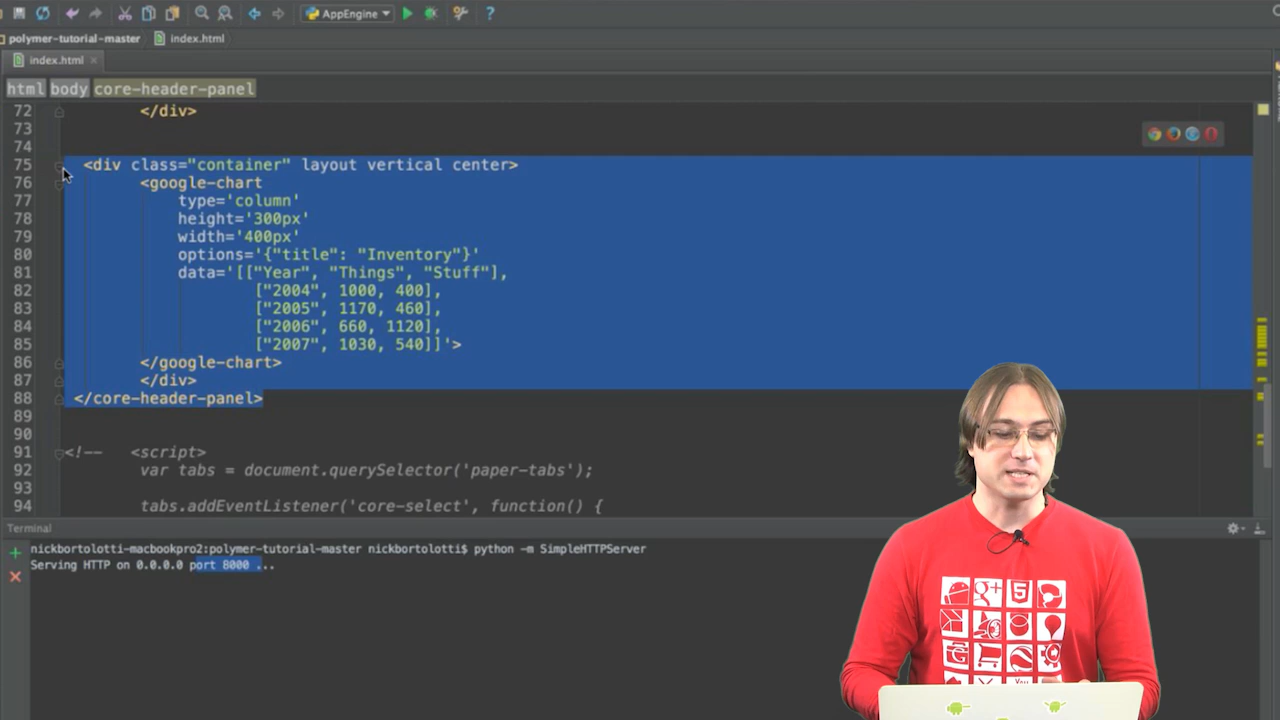 AppEngine
polymer-tutorial-master index.html
index.html
html body core-header-panel
72 </div>
73
74
75 <div class="container" layout vertical center>
76 <google-chart
77 type='column'
78 height='300px'
79 width='400px'
80 options='{"title": "Inventory"}'
81 data='[["Year", "Things", "Stuff"],
82 ["2004", 1000, 400],
83 ["2005", 1170, 460],
84 ["2006", 660, 1120],
85 ["2007", 1030, 540]]'>
86 </google-chart>
87 </div>
88 </core-header-panel>
89
90
91 <!-- <script>
92 var tabs = document.querySelector('paper-tabs');
93
94 tabs.addEventListener('core-select', function() {
Terminal
nickbortolotti-macbookpro2:polymer-tutorial-master nickbortolotti$ python -m SimpleHTTPServer
Serving HTTP on 0.0.0.0 port 8000 ...
g+
You